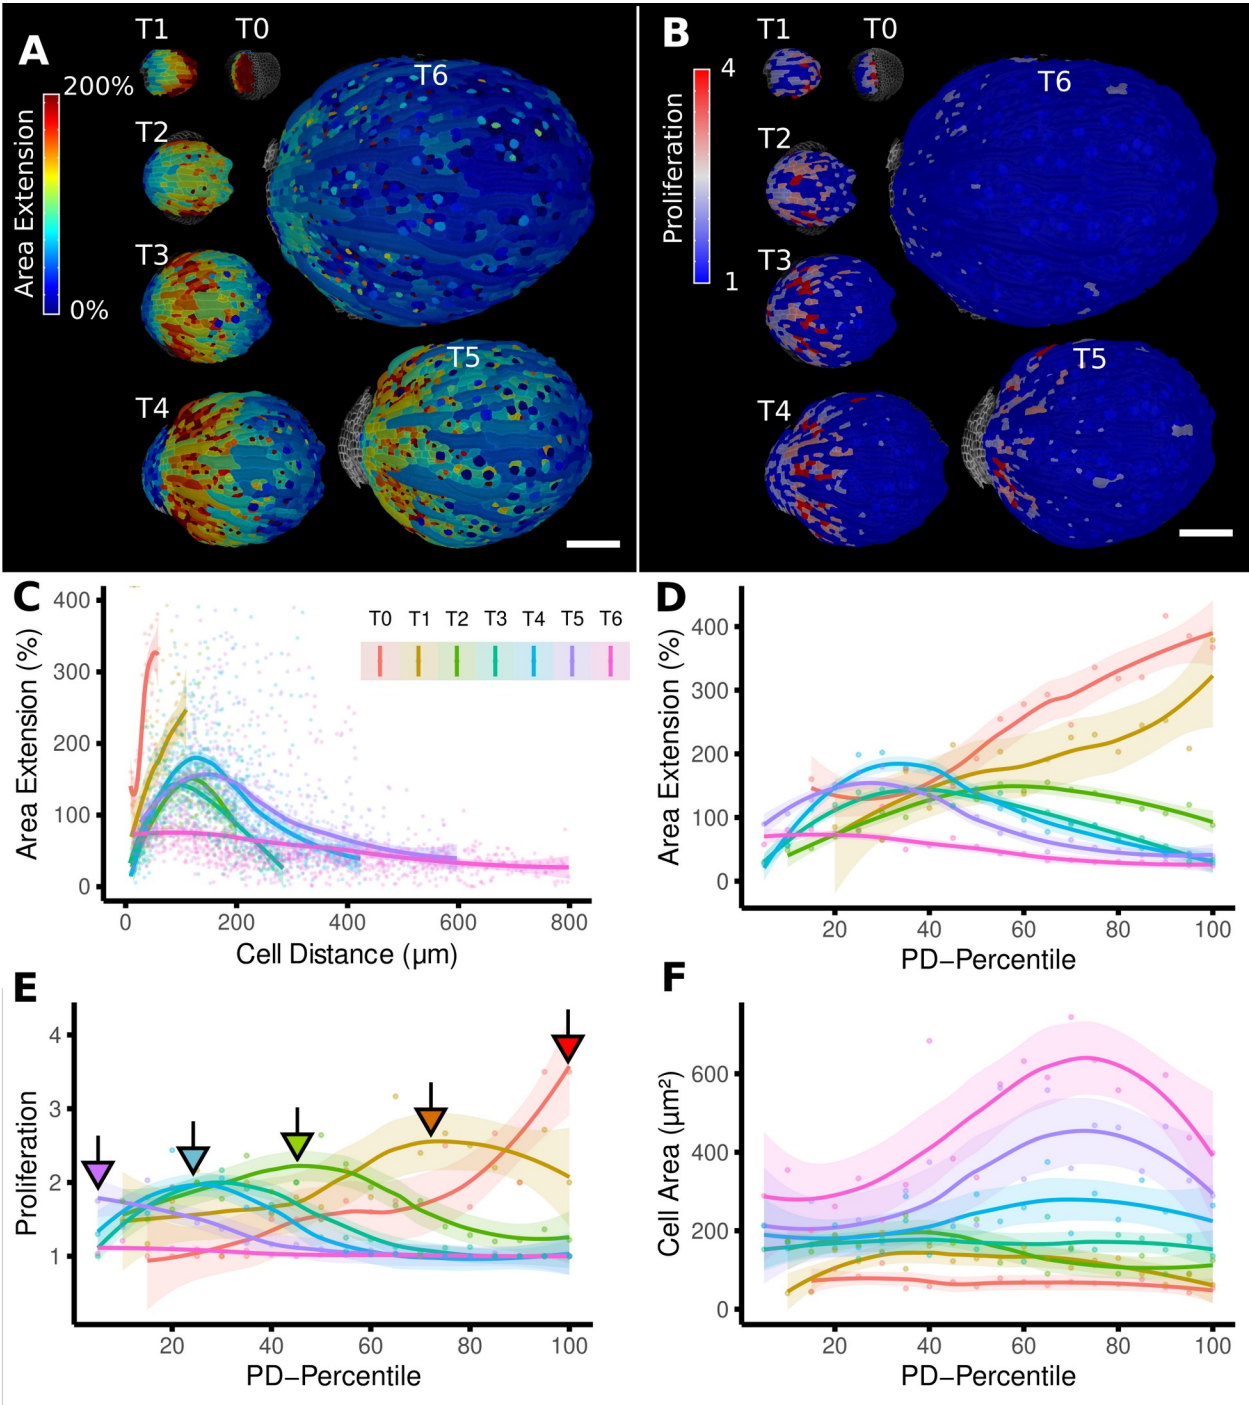 A
T1
T0
T6
200%
Area Extension
0%
T2
T3
T4
T5
B
T1
T0
T6
4
Proliferation
1
T2
T3
T4
T5
C
Area Extension (%)
400
300
200
100
0
T0 T1 T2 T3 T4 T5 T6
0 200 400 600 800
Cell Distance (µm)
D
Area Extension (%)
400
300
200
100
0
20 40 60 80 100
PD–Percentile
E
Proliferation
4
3
2
1
20 40 60 80 100
PD–Percentile
F
Cell Area (µm²)
600
400
200
0
20 40 60 80 100
PD–Percentile